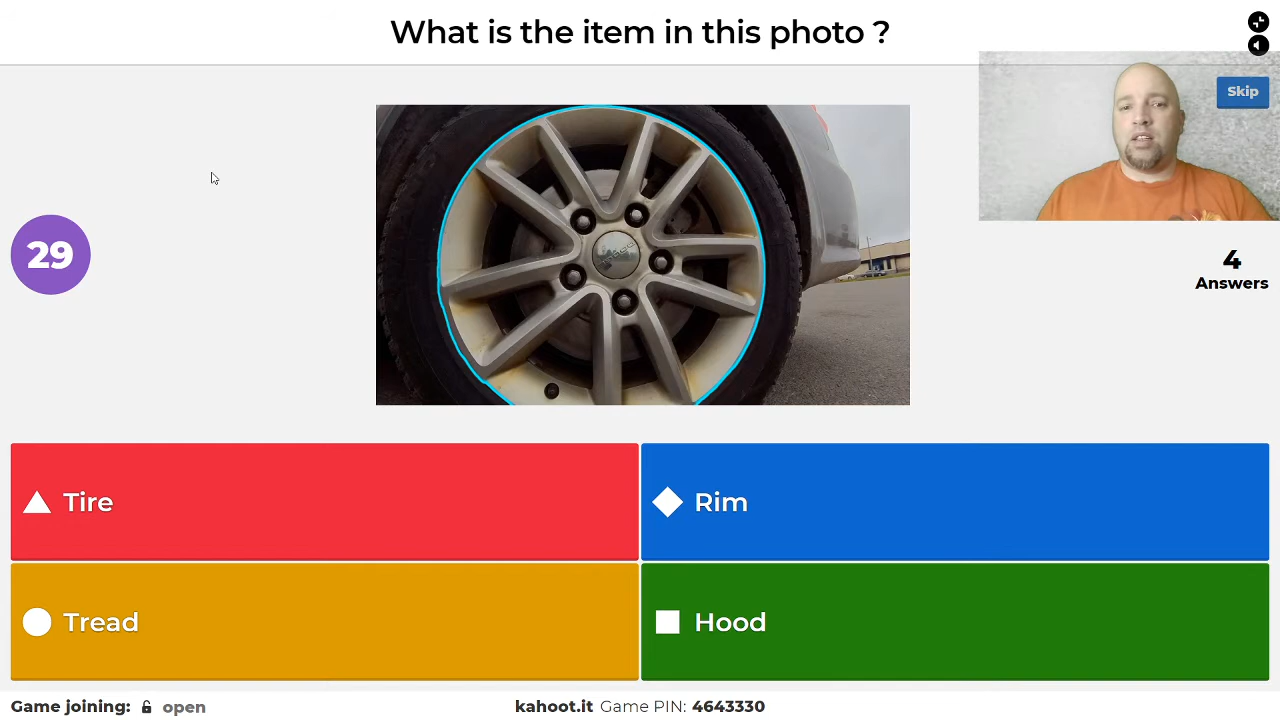 What is the item in this photo ?
Skip
29
4
Answers
Tire
Rim
Tread
Hood
Game joining: open
kahoot.it Game PIN: 4643330